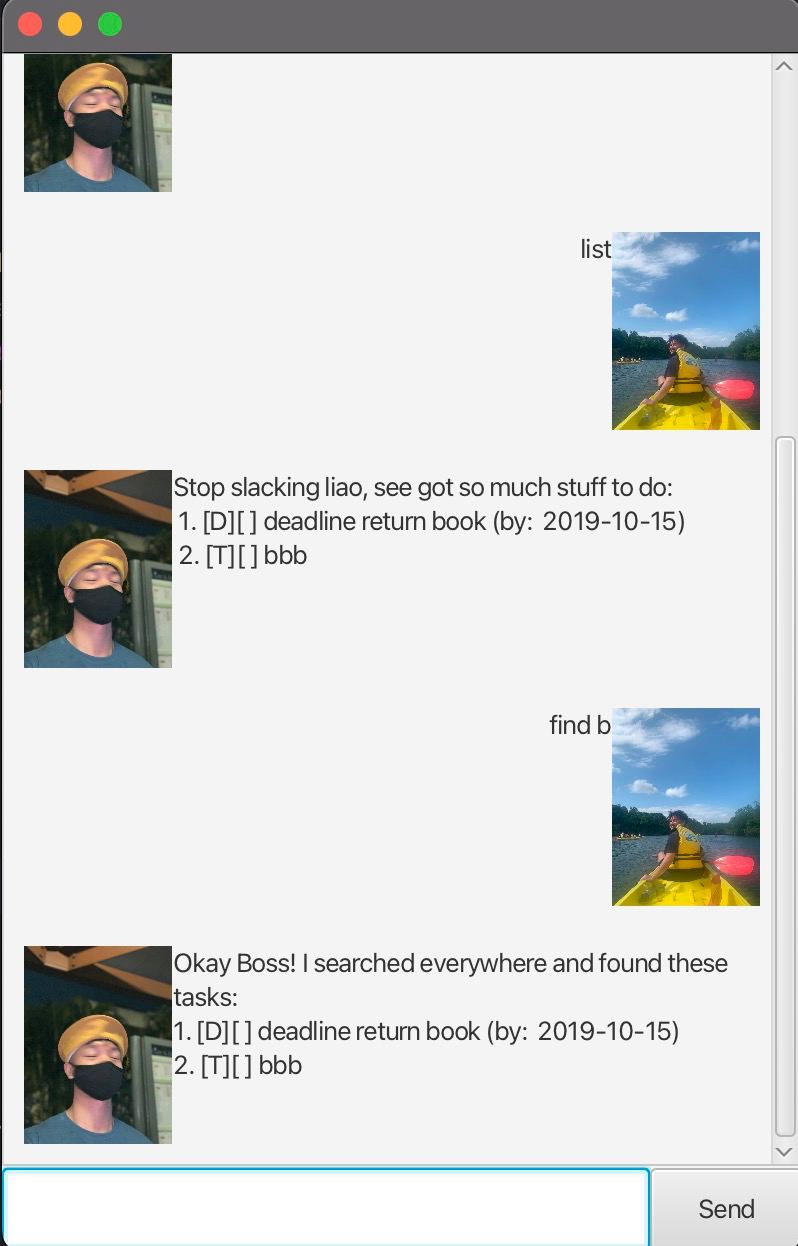 list
Stop slacking liao, see got so much stuff to do:
1. [D][ ] deadline return book (by: 2019-10-15)
2. [T][ ] bbb
find b
Okay Boss! I searched everywhere and found these
tasks:
1. [D][ ] deadline return book (by: 2019-10-15)
2. [T][ ] bbb
Send